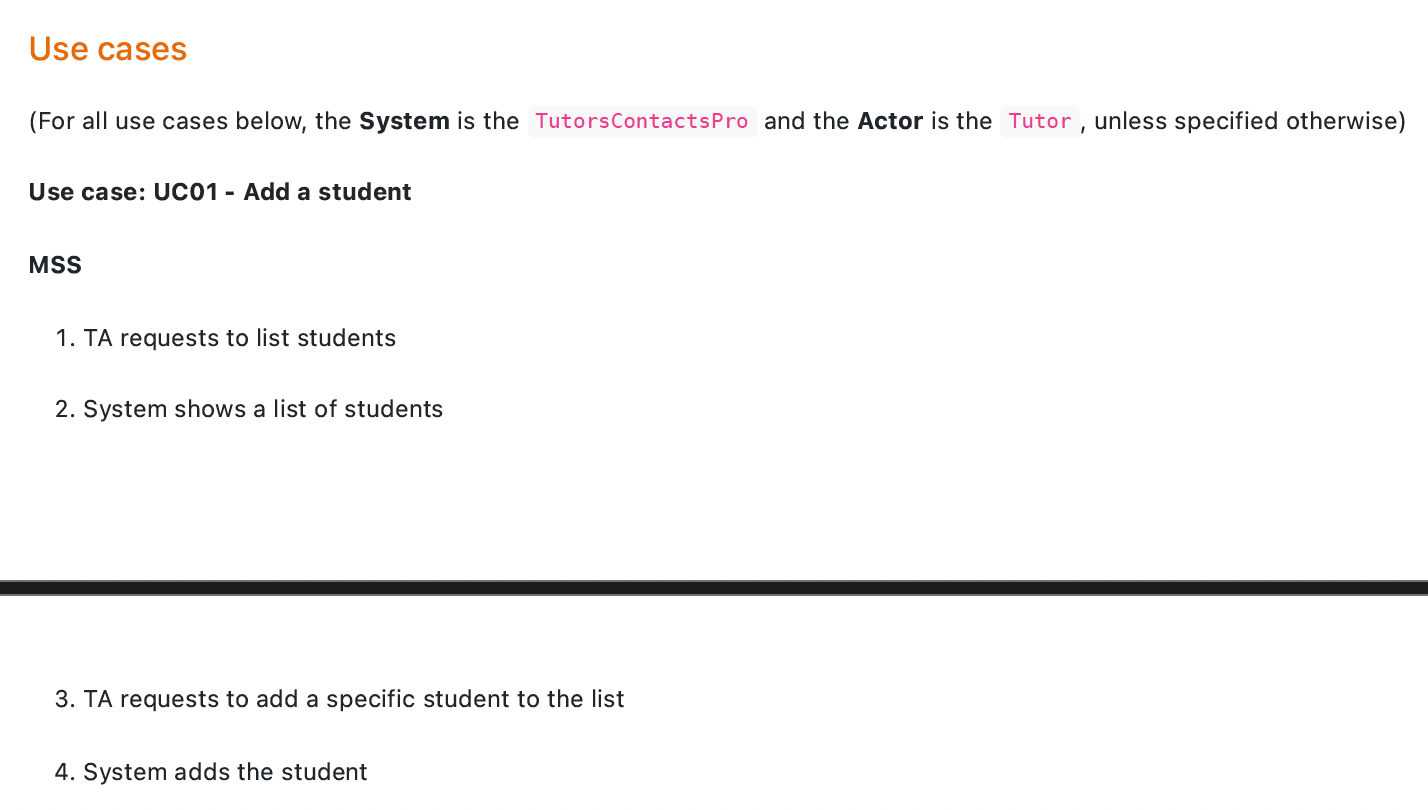 Use cases
(For all use cases below, the System is the TutorsContactsPro and the Actor is the Tutor, unless specified otherwise)
Use case: UC01 - Add a student
MSS
1. TA requests to list students
2. System shows a list of students
3. TA requests to add a specific student to the list
4. System adds the student